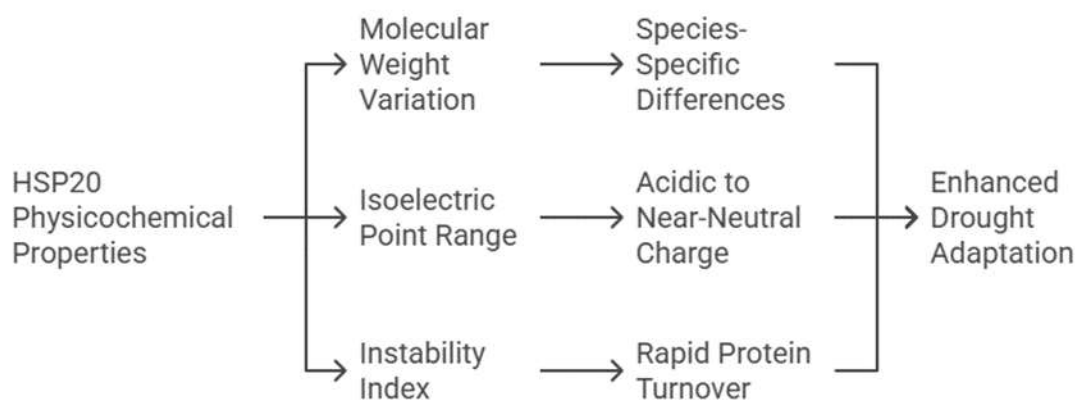 HSP20
Physicochemical
Properties
Molecular
Weight
Variation
Species-
Specific
Differences
Isoelectric
Point Range
Acidic to
Near-Neutral
Charge
Instability
Index
Rapid Protein
Turnover
Enhanced
Drought
Adaptation